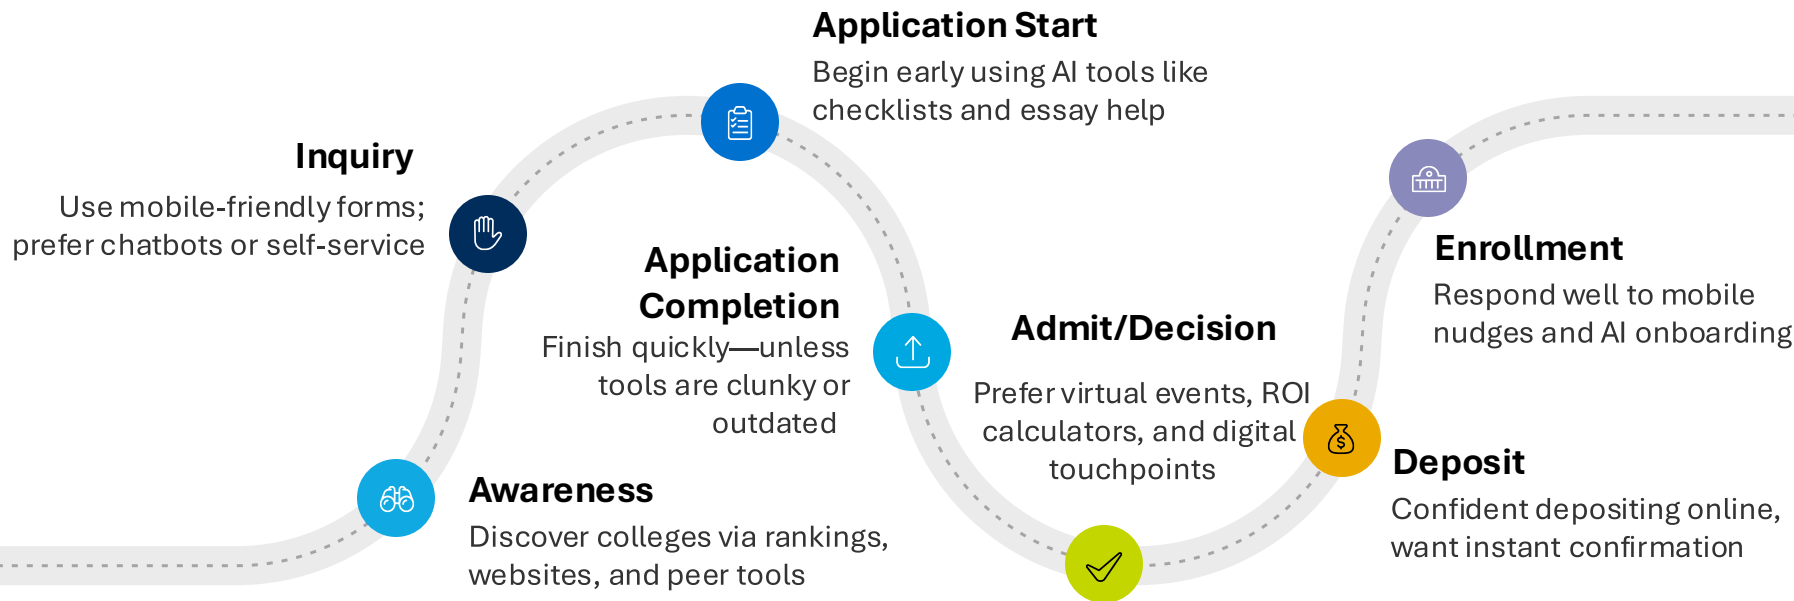 Application Start
Begin early using AI tools like
checklists and essay help
Inquiry
Use mobile-friendly forms;
prefer chatbots or self-service
Application
Completion
Finish quickly—unless
tools are clunky or
outdated
Awareness
Discover colleges via rankings,
websites, and peer tools
Admit/Decision
Prefer virtual events, ROI
calculators, and digital
touchpoints
Deposit
Confident depositing online,
want instant confirmation
Enrollment
Respond well to mobile
nudges and AI onboarding
$